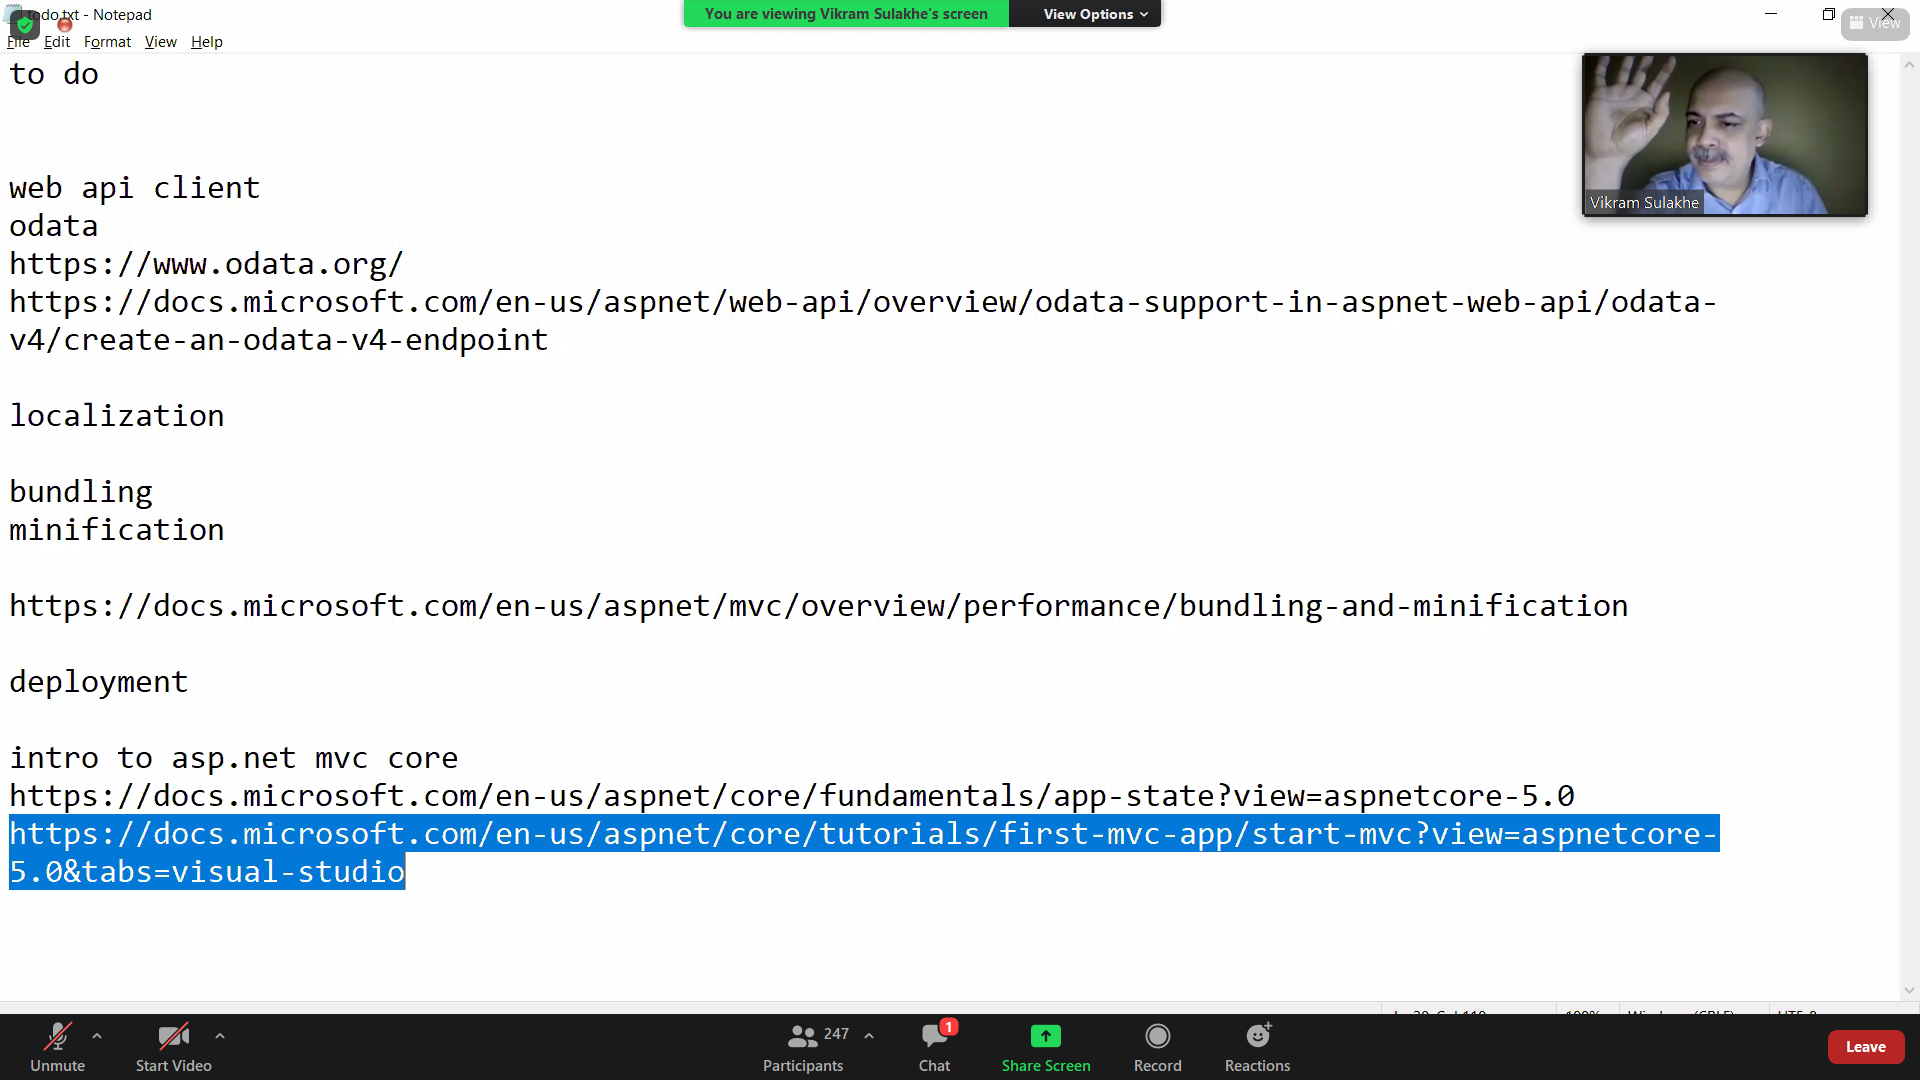 todo.txt - Notepad
You are viewing Vikram Sulakhe's screen
View Options
View
File Edit Format View Help
to do
Vikram Sulakhe
web api client
odata
https://www.odata.org/
https://docs.microsoft.com/en-us/aspnet/web-api/overview/odata-support-in-aspnet-web-api/odata-
v4/create-an-odata-v4-endpoint
localization
bundling
minification
https://docs.microsoft.com/en-us/aspnet/mvc/overview/performance/bundling-and-minification
deployment
intro to asp.net mvc core
https://docs.microsoft.com/en-us/aspnet/core/fundamentals/app-state?view=aspnetcore-5.0
https://docs.microsoft.com/en-us/aspnet/core/tutorials/first-mvc-app/start-mvc?view=aspnetcore-
5.0&tabs=visual-studio
247
1
Unmute
Start Video
Participants
Chat
Share Screen
Record
Reactions
Leave